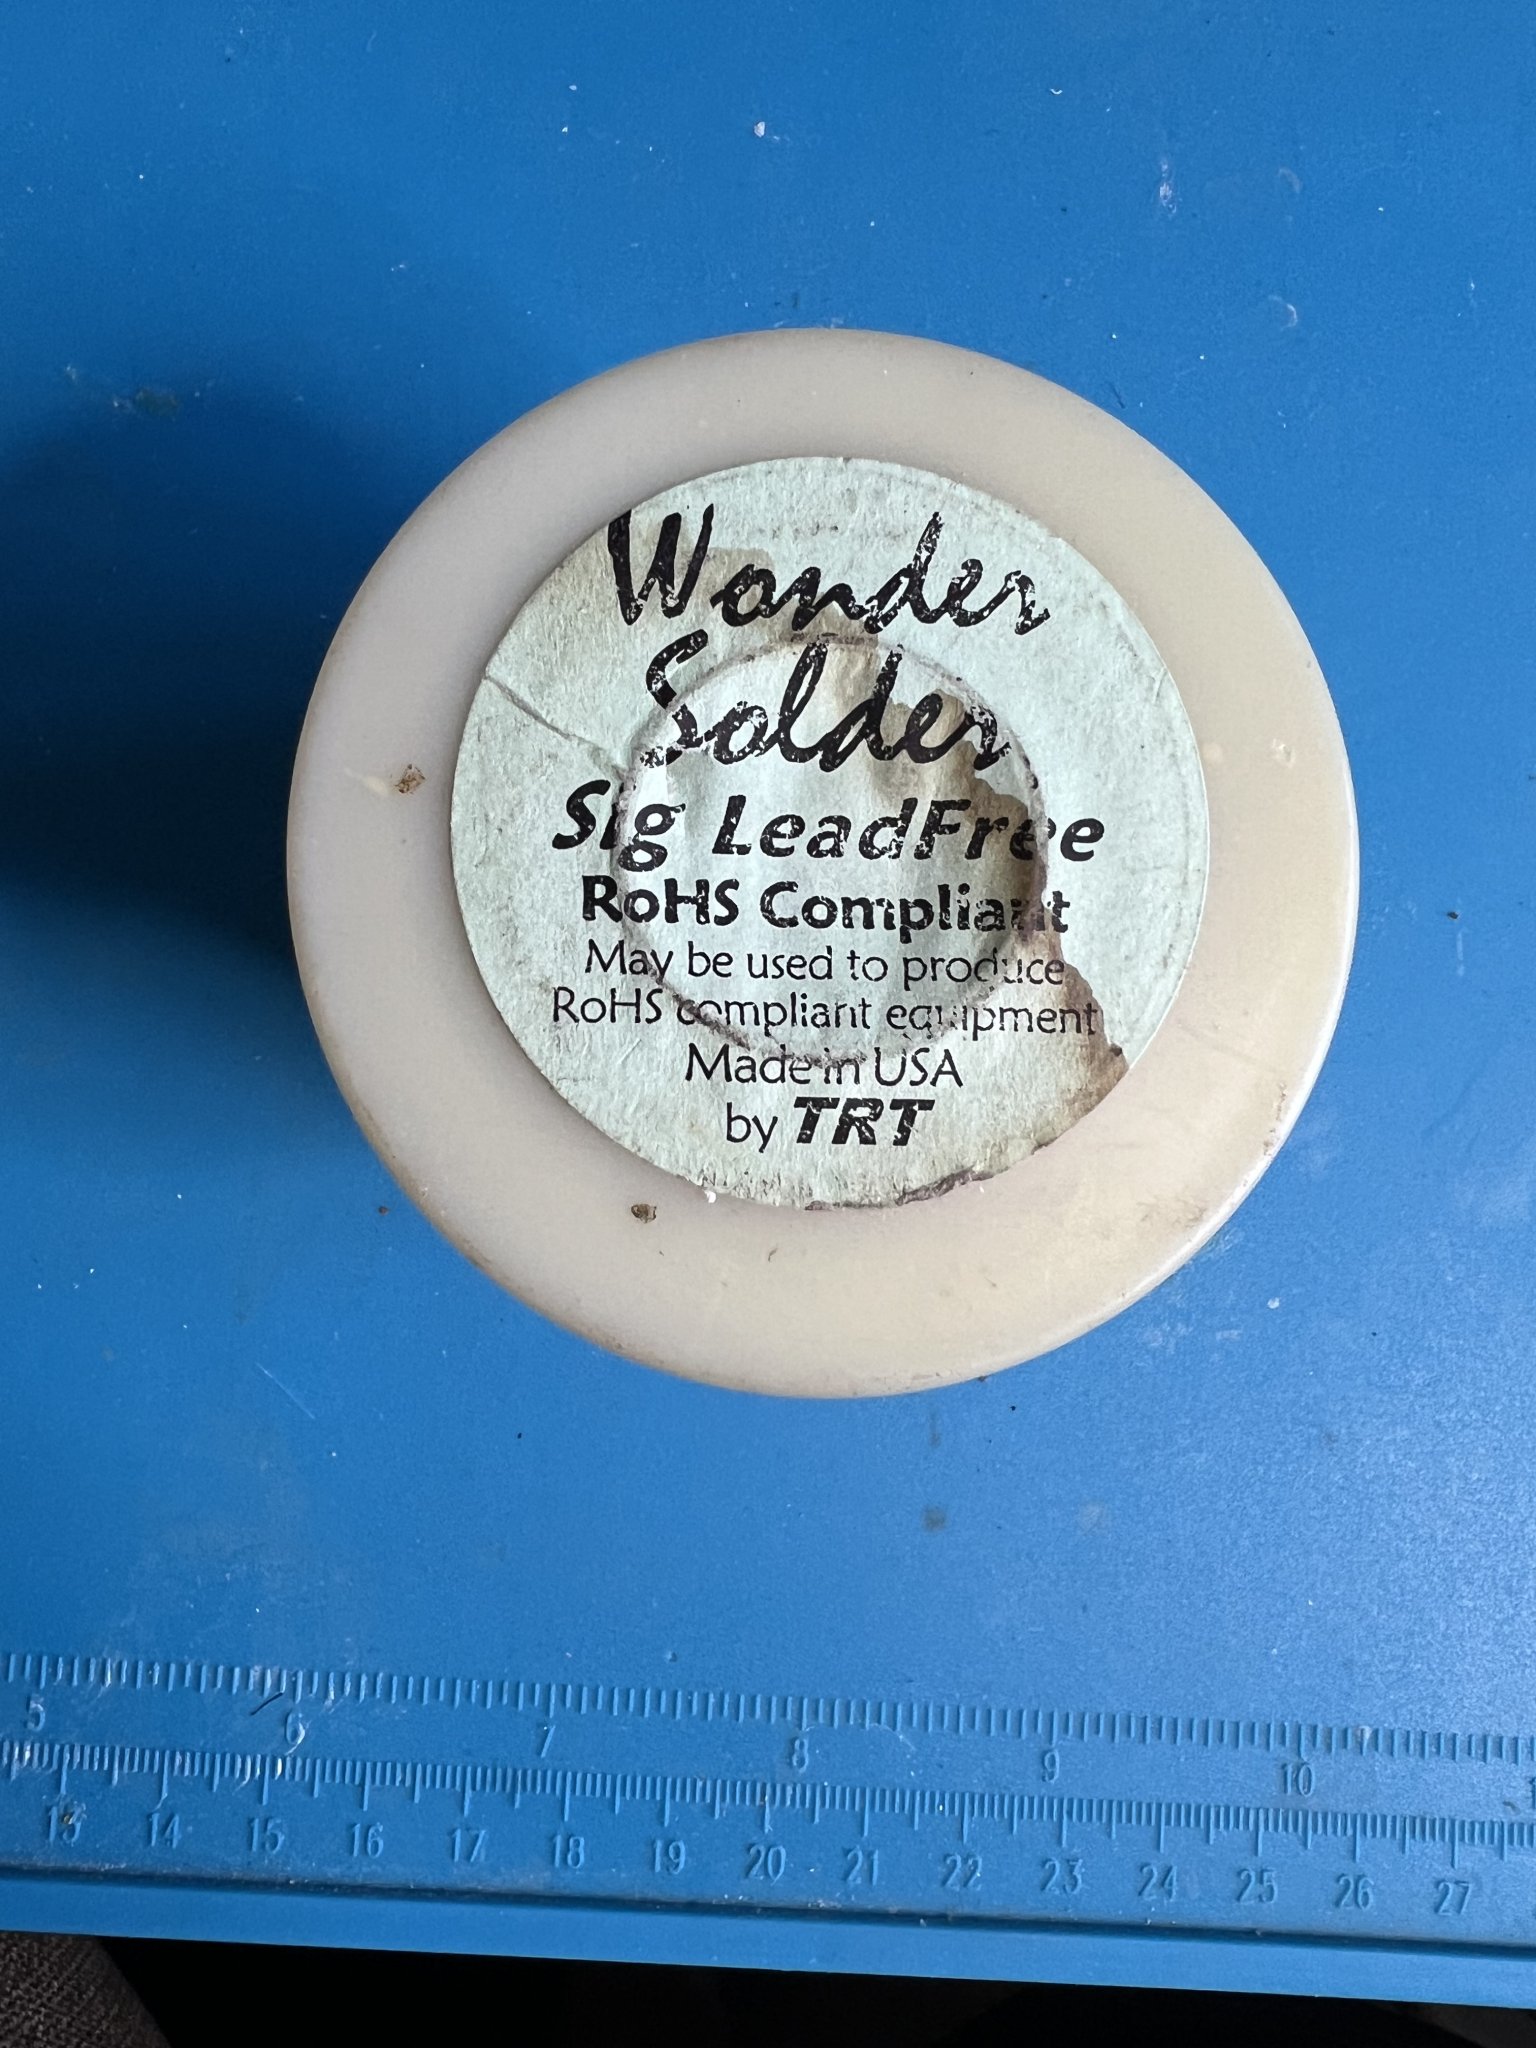 Wonder
Solder
Sig LeadFree
RoHS Compliant
May be used to produce
RoHS compliant equipment
Made in USA
by TRT
5 6 7 8 9 10
13 14 15 16 17 18 19 20 21 22 23 24 25 26 27